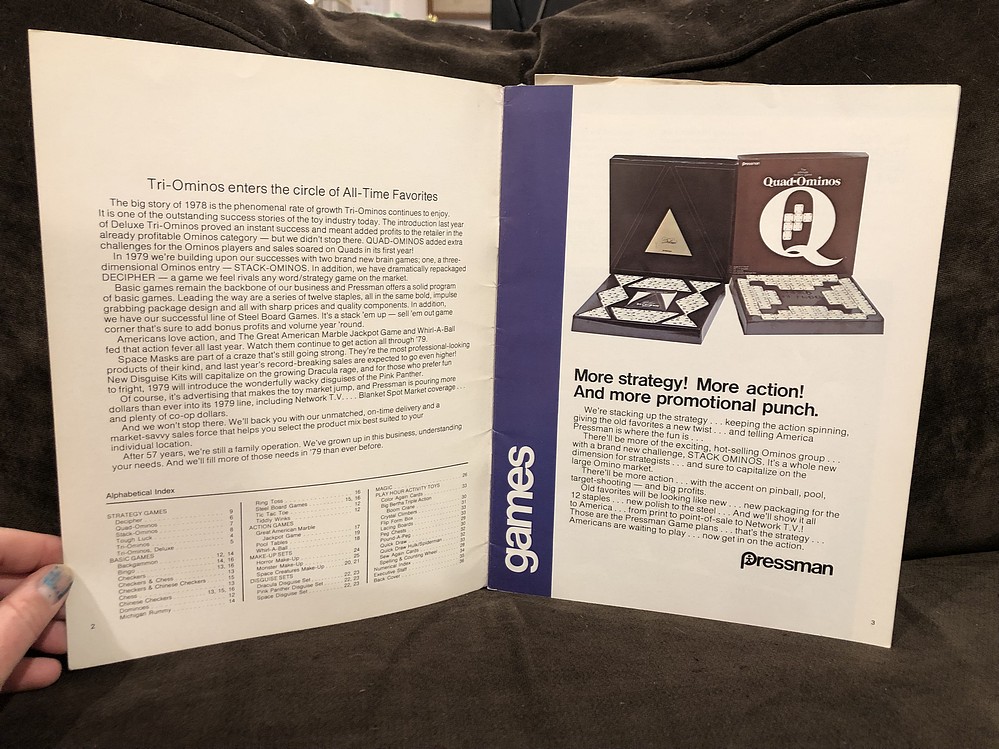 Tri-Ominos enters the circle of All-Time Favorites
The big story of 1978 is the phenomenal rate of growth Tri-Ominos continues to enjoy.
It is one of the outstanding success stories of the toy industry today. The introduction last year
of Deluxe Tri-Ominos proved an instant success and meant added profits to the retailer in the
already profitable Ominos category — but we didn't stop there. QUAD-OMINOS added extra
challenges for the Ominos players and sales soared on Quads in its first year!
In 1979 we're building upon our successes with two brand new brain games; one, a three-
dimensional Ominos entry — STACK-OMINOS. In addition, we have dramatically repackaged
DECIPHER — a game we feel rivals any word/strategy game on the market.
Basic games remain the backbone of our business and Pressman offers a solid program
of basic games. Leading the way are a series of twelve staples, all in the same bold, impulse
grabbing package design and all with sharp prices and quality components. In addition,
we have our successful line of Steel Board Games. It's a stack 'em up — sell 'em out game
corner that's sure to add bonus profits and volume year 'round.
Americans love action, and The Great American Marble Jackpot Game and Whirl-A-Ball
fed that action fever all last year. Watch them continue to get action all through '79.
Space Masks are part of a craze that's still going strong. They're the most professional-looking
products of their kind, and last year's record-breaking sales are expected to go even higher!
New Disguise Kits will capitalize on the growing Dracula rage, and for those who prefer fun
to fright, 1979 will introduce the wonderfully wacky disguises of the Pink Panther.
Of course, it's advertising that makes the toy market jump, and Pressman is pouring more
dollars than ever into its 1979 line, including Network T.V. . . . Blanket Spot Market coverage . . .
and plenty of co-op dollars.
And we won't stop there. We'll back you with our unmatched, on-time delivery and a
market-savvy sales force that helps you select the product mix best suited to your
individual location.
After 57 years, we're still a family operation. We've grown up in this business, understanding
your needs. And we'll fill more of those needs in '79 than ever before.
Alphabetical Index
STRATEGY GAMES
Decipher 9
Quad-Ominos 6
Stack-Ominos 7
Tough Luck 8
Tri-Ominos 4
Tri-Ominos, Deluxe 5
BASIC GAMES
Backgammon 12, 14
Bingo 14, 16
Checkers 13, 16
Checkers & Chess 13
Checkers & Chinese Checkers 15
Chess 13
Chinese Checkers 13, 15, 16
Dominoes 12
Michigan Rummy 14
Ring Toss 16
Steel Board Games 15, 16
Tic Tac Toe 12
Tiddly Winks 12
ACTION GAMES
Great American Marble
Jackpot Game 17
Pool Tables 19
Whirl-A-Ball 18
MAKE-UP SETS
Horror Make-Up 24
Monster Make-Up 25
Space Creatures Make-Up 20, 21
DISGUISE SETS
Dracula Disguise Set 22, 23
Pink Panther Disguise Set 22, 23
Space Disguise Set 22, 23
MAGIC 26
PLAY HOUR ACTIVITY TOYS
Color Again Cards
Big Bertha Triple Action
Boom Crane
Crystal Climbers
Flip Form Box
Lacing Boards
Peg Chests
Pound-A-Peg
Quick Draw
Quick Draw Hulk/Spiderman
Sew Again Cards
Spelling & Counting Wheel
Numerical Index
Executive Staff
Back Cover
2
games
pressman
Quad-Ominos
Q
More strategy! More action!
And more promotional punch.
We're stacking up the strategy . . . keeping the action spinning,
giving the old favorites a new twist . . . and telling America
Pressman is where the fun is . . .
There'll be more of the exciting, hot-selling Ominos group . . .
with a brand new challenge, STACK OMINOS. It's a whole new
dimension for strategists . . . and sure to capitalize on the
large Omino market.
There'll be more action . . . with the accent on pinball, pool,
target-shooting — and big profits.
Old favorites will be looking like new . . . new packaging for the
12 staples . . . new polish to the steel . . . And we'll show it all
to America . . . from print to point-of-sale to Network T.V.!
Those are the Pressman Game plans . . . that's the strategy . . .
Americans are waiting to play . . . now get in on the action.
pressman
3